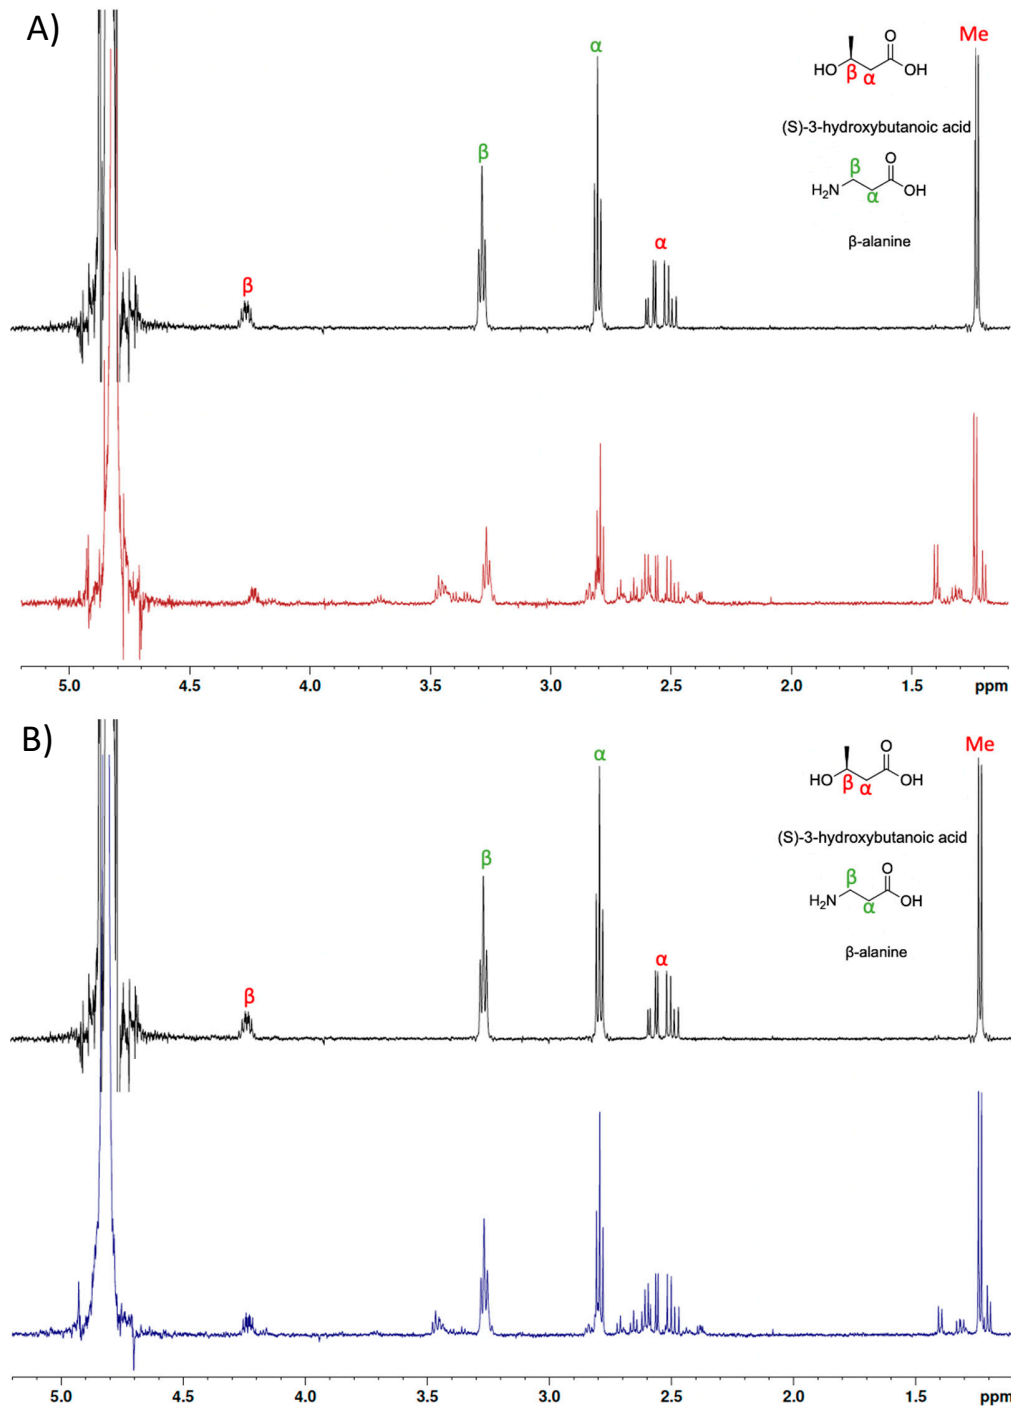 A)
α
Me
O
HO
β
α
OH
(S)-3-hydroxybutanoic acid
β
β
O
H₂N
α
OH
β-alanine
α
β
5.0 4.5 4.0 3.5 3.0 2.5 2.0 1.5 ppm
B)
α
Me
O
HO
β
α
OH
(S)-3-hydroxybutanoic acid
β
β
O
H₂N
α
OH
β-alanine
α
β
5.0 4.5 4.0 3.5 3.0 2.5 2.0 1.5 ppm